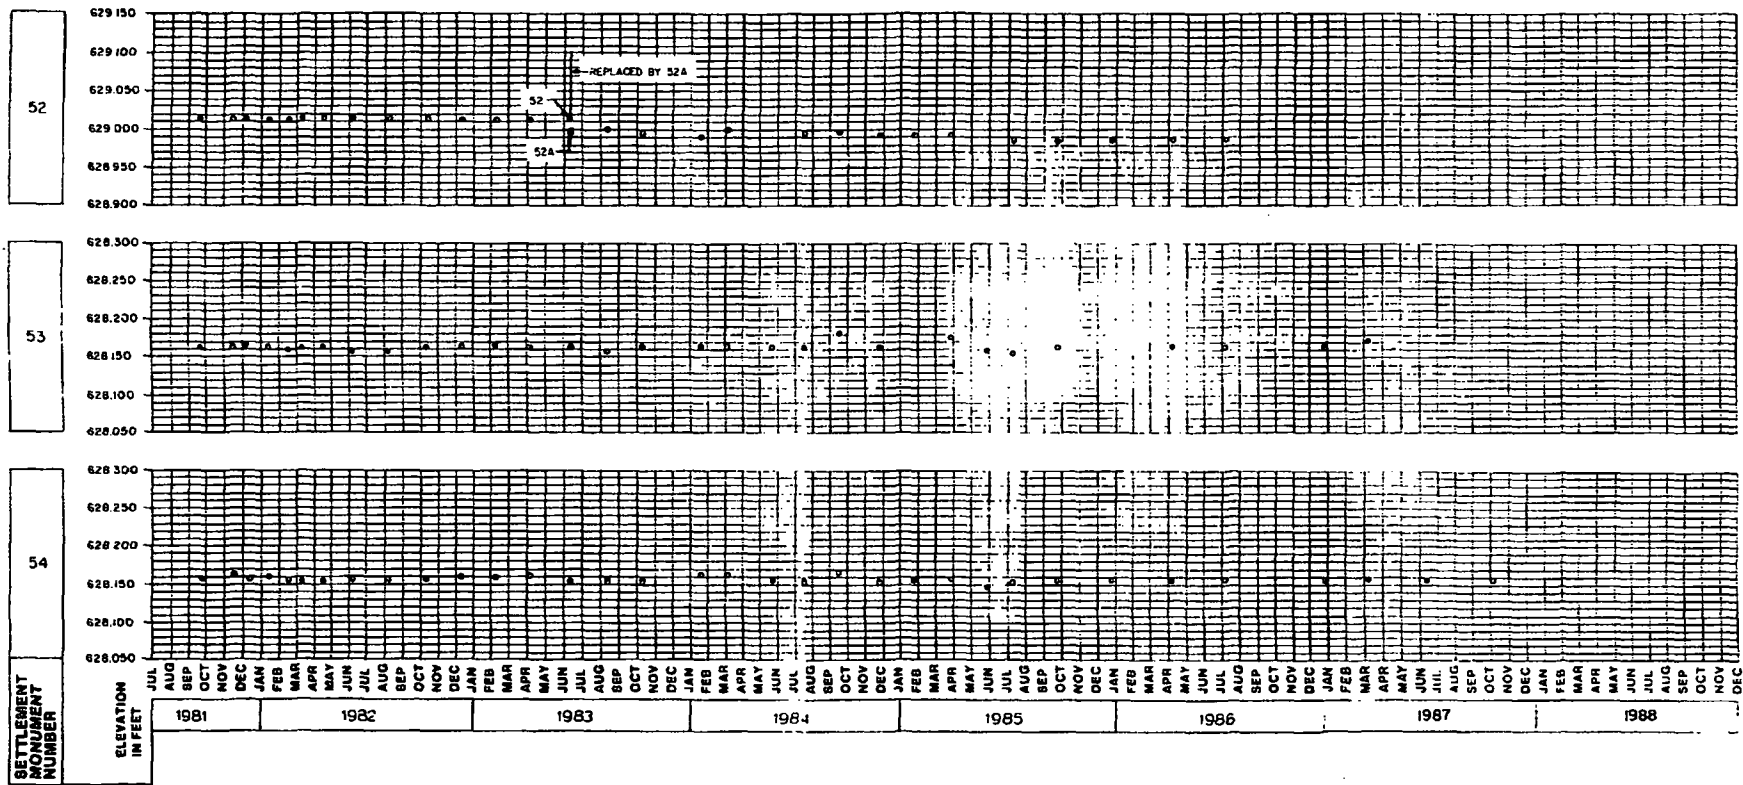 629.150
629.100
629.050
629.000
628.950
628.900
52
REPLACED BY 52A
52
52A
628.300
628.250
628.200
628.150
628.100
628.050
53
628.300
628.250
628.200
628.150
628.100
628.050
54
SETTLEMENT
MONUMENT
NUMBER
ELEVATION
IN FEET
JUL AUG SEP OCT NOV DEC JAN FEB MAR APR MAY JUN JUL AUG SEP OCT NOV DEC JAN FEB MAR APR MAY JUN JUL AUG SEP OCT NOV DEC JAN FEB MAR APR MAY JUN JUL AUG SEP OCT NOV DEC JAN FEB MAR APR MAY JUN JUL AUG SEP OCT NOV DEC JAN FEB MAR APR MAY JUN JUL AUG SEP OCT NOV DEC JAN FEB MAR APR MAY JUN JUL AUG SEP OCT NOV DEC JAN FEB MAR APR MAY JUN JUL AUG SEP OCT NOV DEC
1981 1982 1983 1984 1985 1986 1987 1988